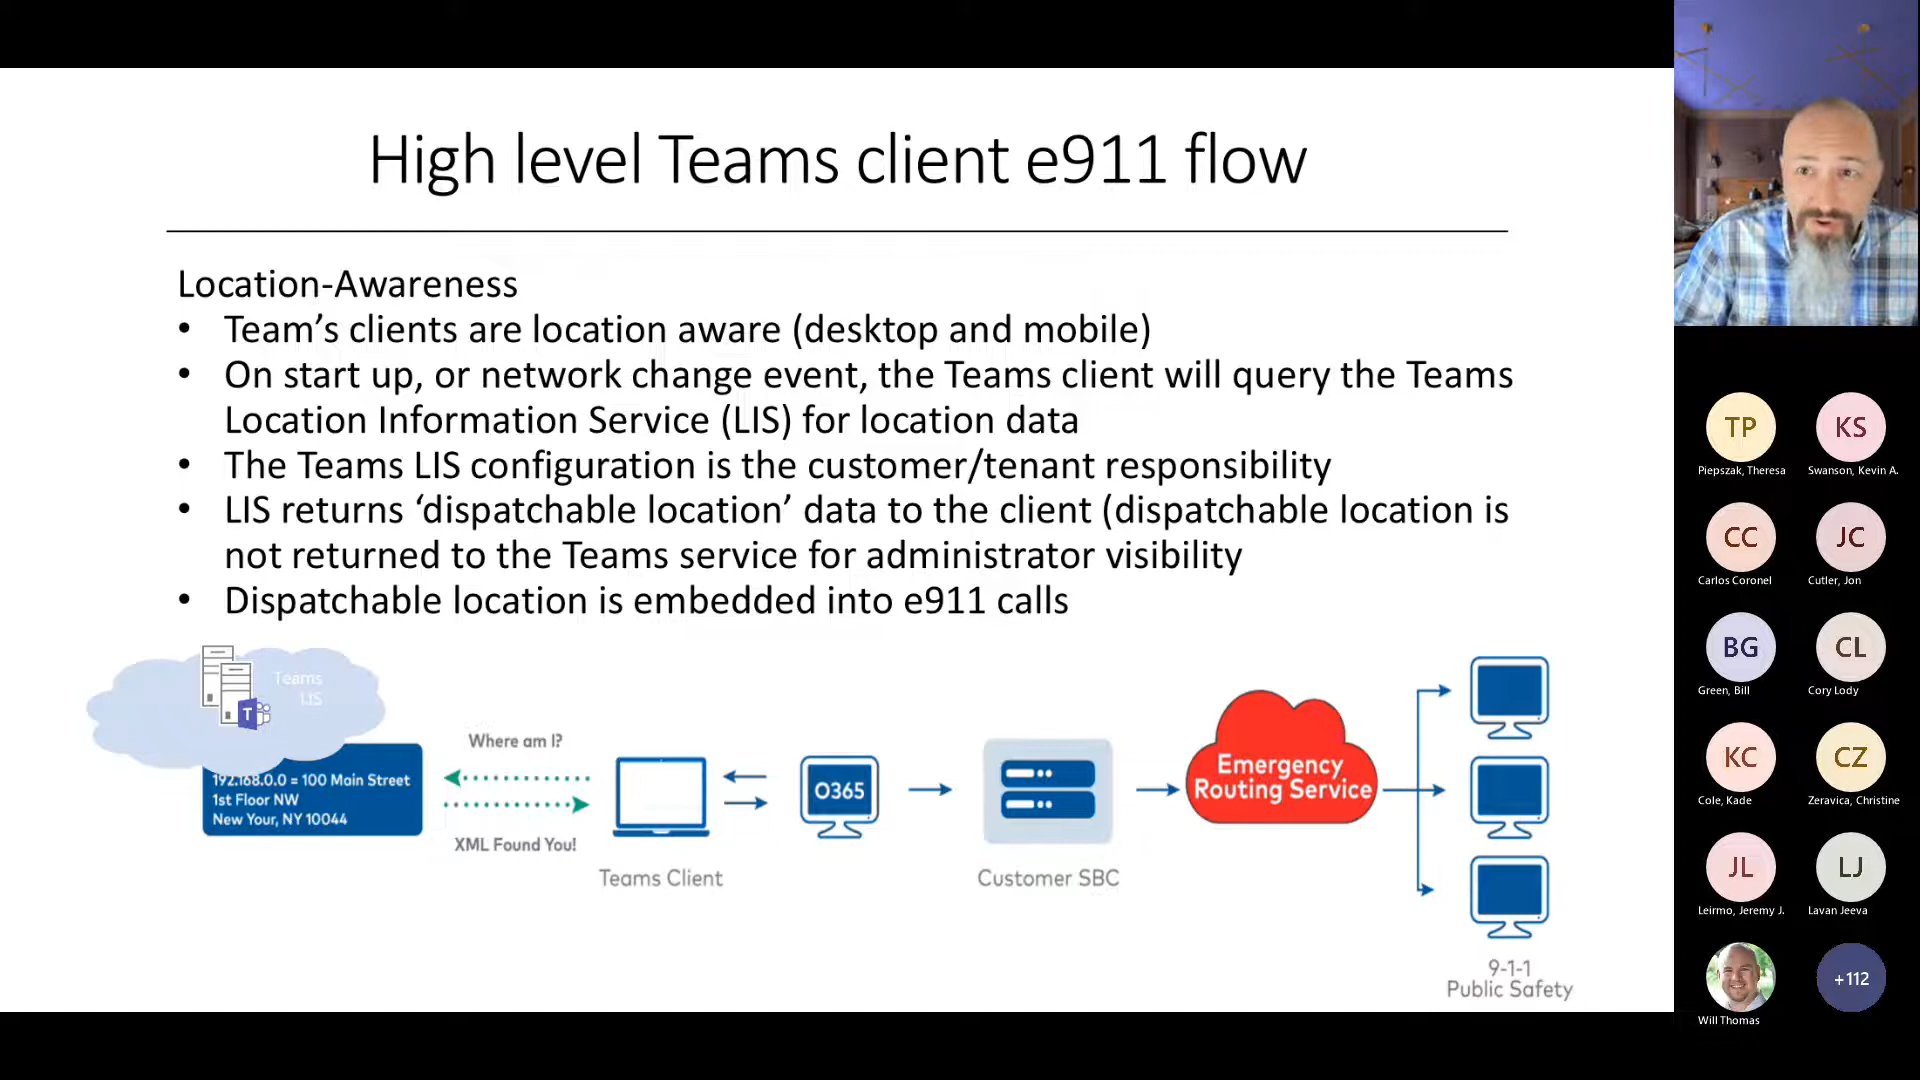 High level Teams client e911 flow
Location-Awareness
• Team’s clients are location aware (desktop and mobile)
• On start up, or network change event, the Teams client will query the Teams
Location Information Service (LIS) for location data
• The Teams LIS configuration is the customer/tenant responsibility
• LIS returns ‘dispatchable location’ data to the client (dispatchable location is
not returned to the Teams service for administrator visibility
• Dispatchable location is embedded into e911 calls
Teams
LIS
T
192.168.0.0 = 100 Main Street
1st Floor NW
New Your, NY 10044
Where am I?
XML Found You!
Teams Client
O365
Customer SBC
Emergency
Routing Service
9-1-1
Public Safety
TP
Piepszak, Theresa
KS
Swanson, Kevin A.
CC
Carlos Coronel
JC
Cutler, Jon
BG
Green, Bill
CL
Cory Lody
KC
Cole, Kade
CZ
Zeravica, Christine
JL
Leirmo, Jeremy J.
LJ
Lavan Jeeva
Will Thomas
+112